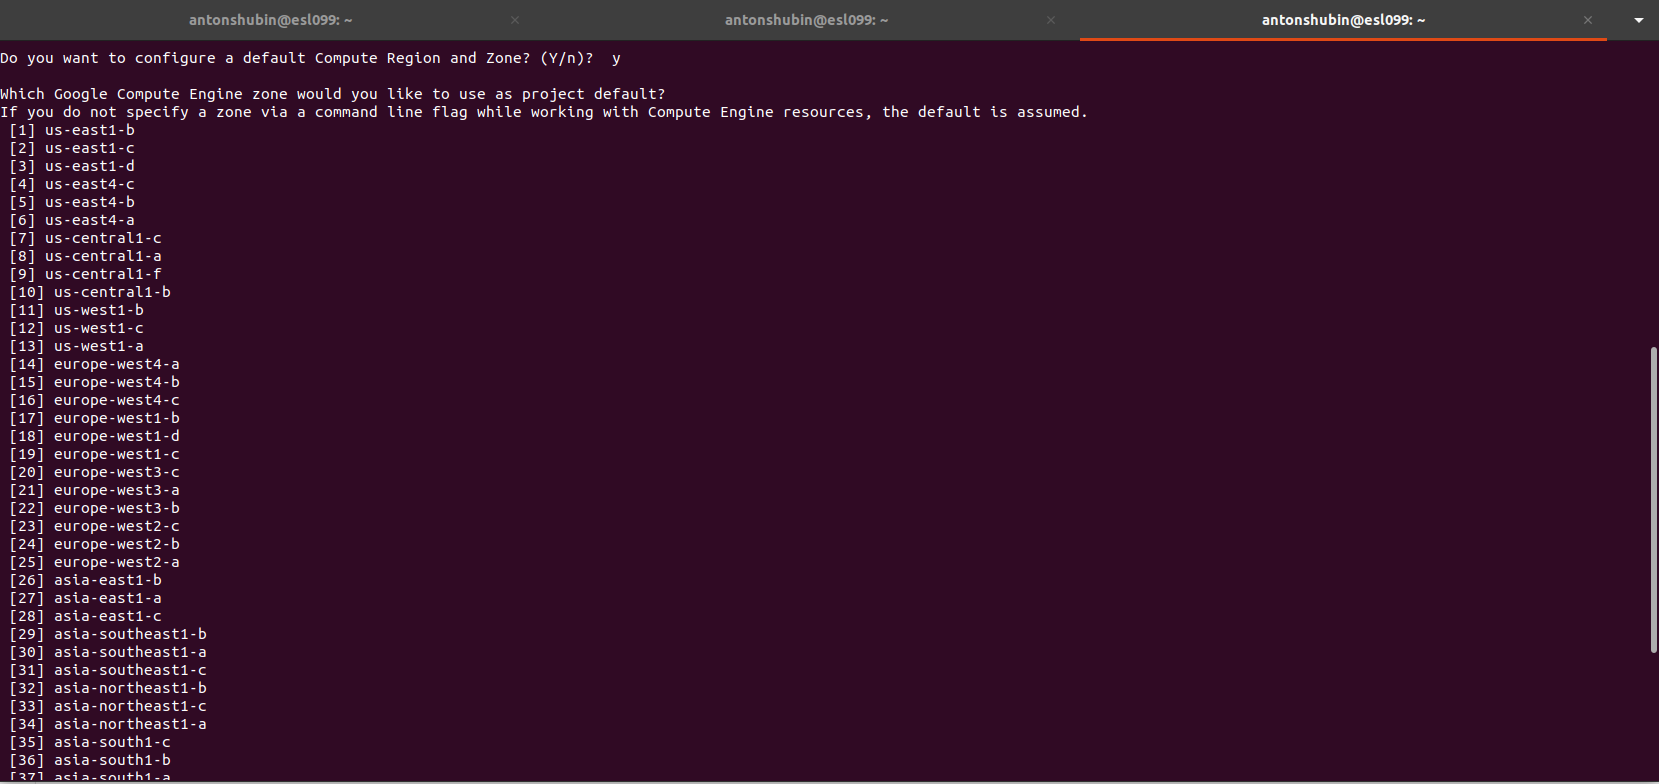 antonshubin@esl099: ~ × antonshubin@esl099: ~ × antonshubin@esl099: ~ ×
Do you want to configure a default Compute Region and Zone? (Y/n)?  y
Which Google Compute Engine zone would you like to use as project default?
If you do not specify a zone via a command line flag while working with Compute Engine resources, the default is assumed.
[1] us-east1-b
[2] us-east1-c
[3] us-east1-d
[4] us-east4-c
[5] us-east4-b
[6] us-east4-a
[7] us-central1-c
[8] us-central1-a
[9] us-central1-f
[10] us-central1-b
[11] us-west1-b
[12] us-west1-c
[13] us-west1-a
[14] europe-west4-a
[15] europe-west4-b
[16] europe-west4-c
[17] europe-west1-b
[18] europe-west1-d
[19] europe-west1-c
[20] europe-west3-c
[21] europe-west3-a
[22] europe-west3-b
[23] europe-west2-c
[24] europe-west2-b
[25] europe-west2-a
[26] asia-east1-b
[27] asia-east1-a
[28] asia-east1-c
[29] asia-southeast1-b
[30] asia-southeast1-a
[31] asia-southeast1-c
[32] asia-northeast1-b
[33] asia-northeast1-c
[34] asia-northeast1-a
[35] asia-south1-c
[36] asia-south1-b
[37] asia-south1-a